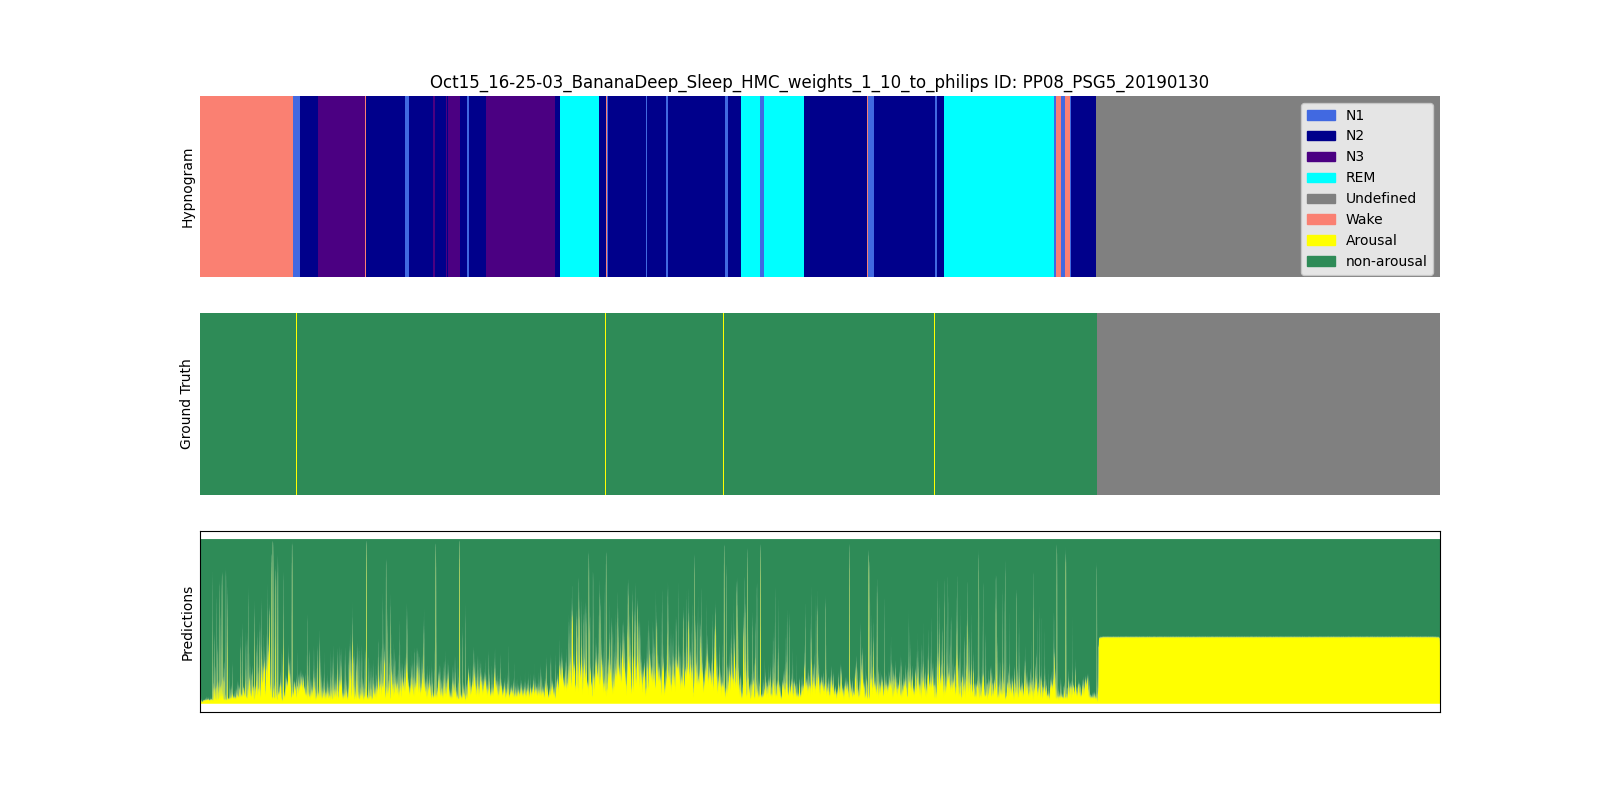 Oct15_16-25-03_BananaDeep_Sleep_HMC_weights_1_10_to_philips ID: PP08_PSG5_20190130
Hypnogram
N1
N2
N3
REM
Undefined
Wake
Arousal
non-arousal
Ground Truth
Predictions